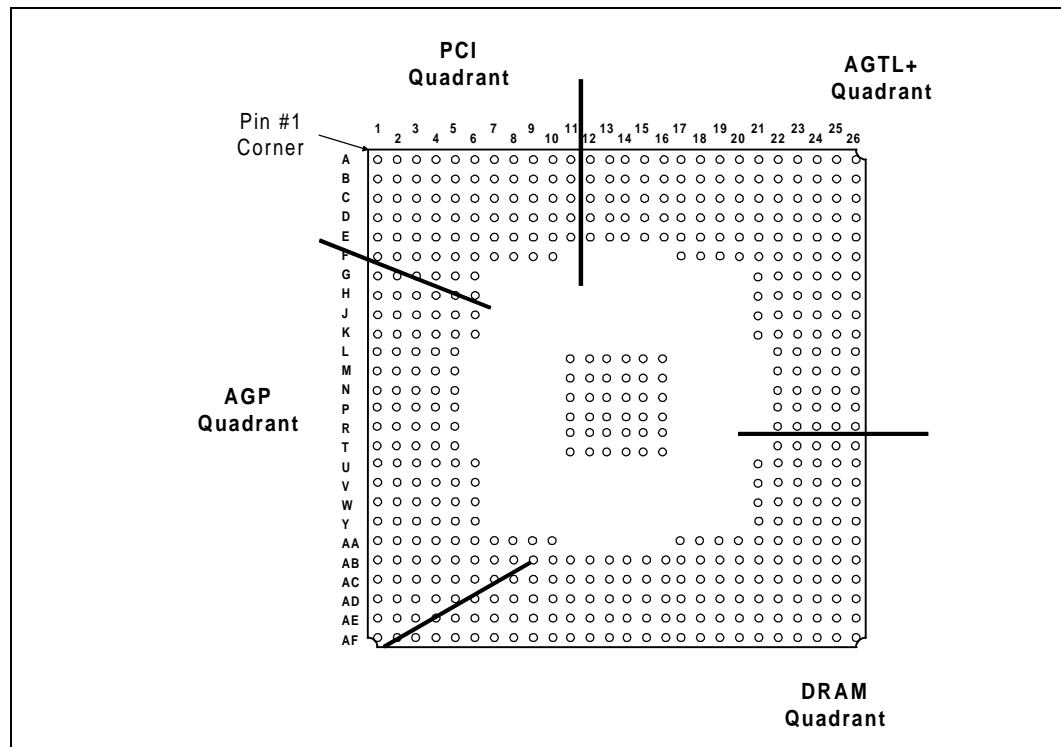 PCI
Quadrant
AGTL+
Quadrant
Pin #1
Corner
1 3 5 7 9 11 13 15 17 19 21 23 25
2 4 6 8 10 12 14 16 18 20 22 24 26
A
B
C
D
E
F
G
H
J
K
L
M
N
P
R
T
U
V
W
Y
AA
AB
AC
AD
AE
AF
AGP
Quadrant
DRAM
Quadrant